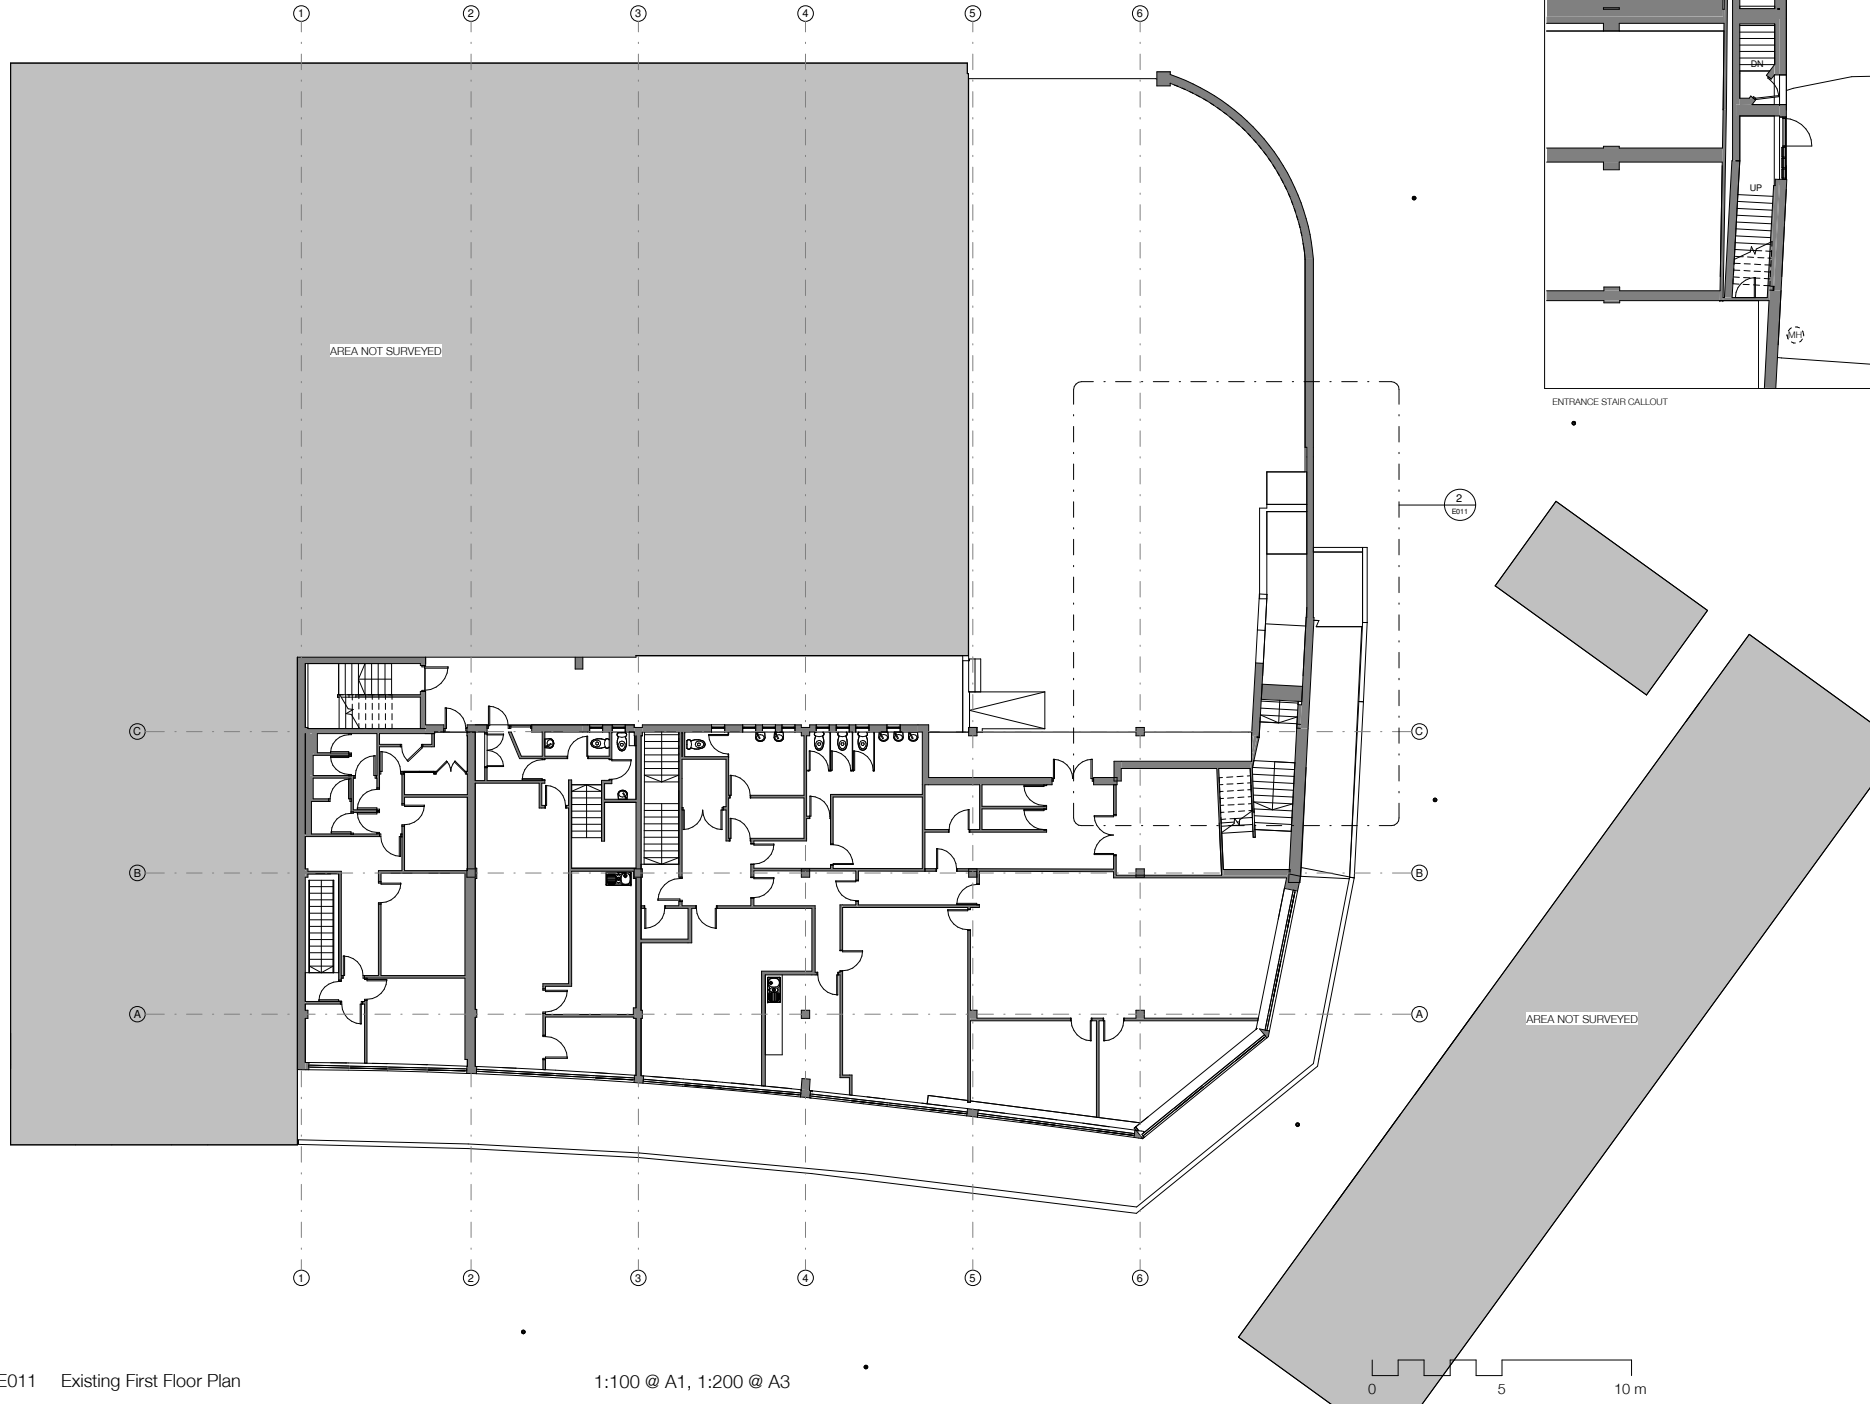 1 2 3 4 5 6
DN
UP
AREA NOT SURVEYED
MH
ENTRANCE STAIR CALLOUT
2
E011
C C
B B
A A
AREA NOT SURVEYED
1 2 3 4 5 6
E011 Existing First Floor Plan 1:100 @ A1, 1:200 @ A3
0 5 10 m